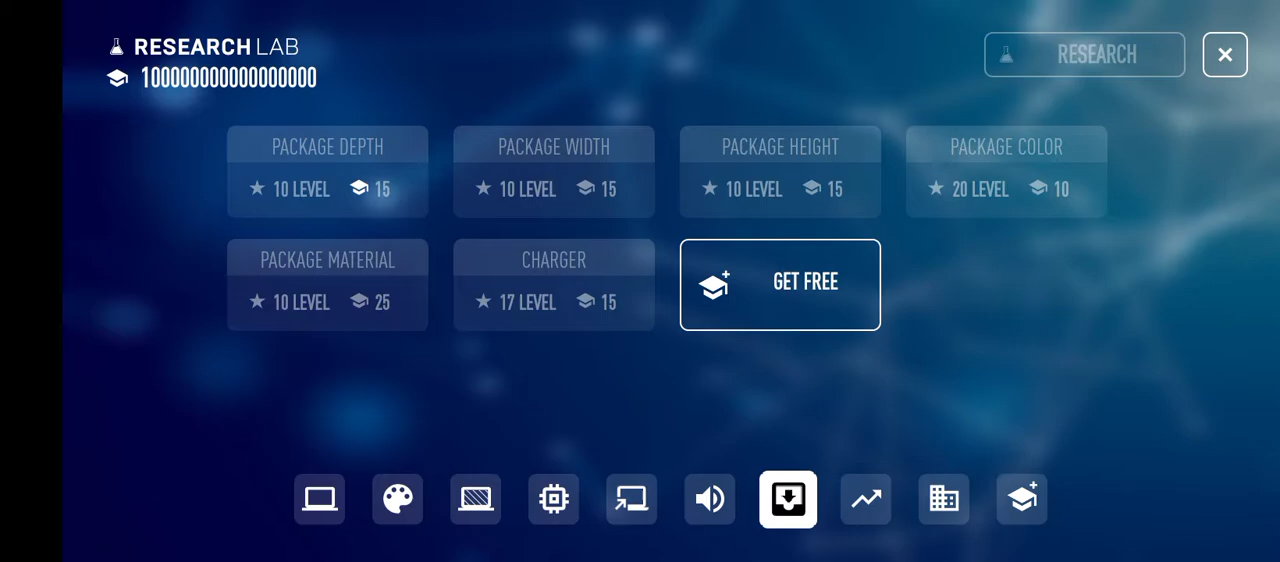 RESEARCH LAB
100000000000000000
RESEARCH
PACKAGE DEPTH
10 LEVEL 15
PACKAGE WIDTH
10 LEVEL 15
PACKAGE HEIGHT
10 LEVEL 15
PACKAGE COLOR
20 LEVEL 10
PACKAGE MATERIAL
10 LEVEL 25
CHARGER
17 LEVEL 15
GET FREE